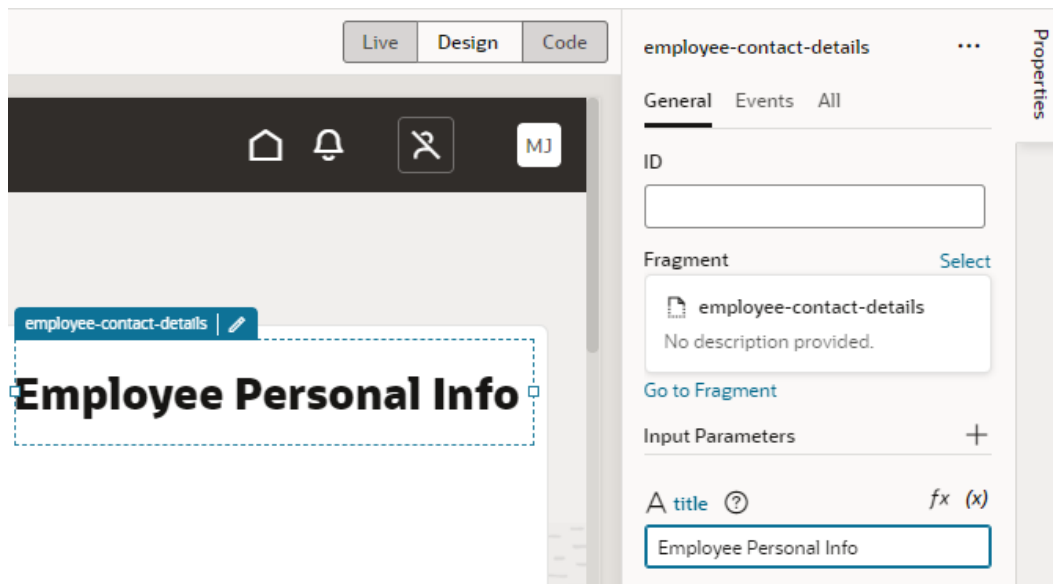 Live Design Code
MJ
employee-contact-details
Employee Personal Info
employee-contact-details ...
General Events All
ID
Fragment Select
employee-contact-details
No description provided.
Go to Fragment
Input Parameters +
A title ? fx (x)
Employee Personal Info
Properties